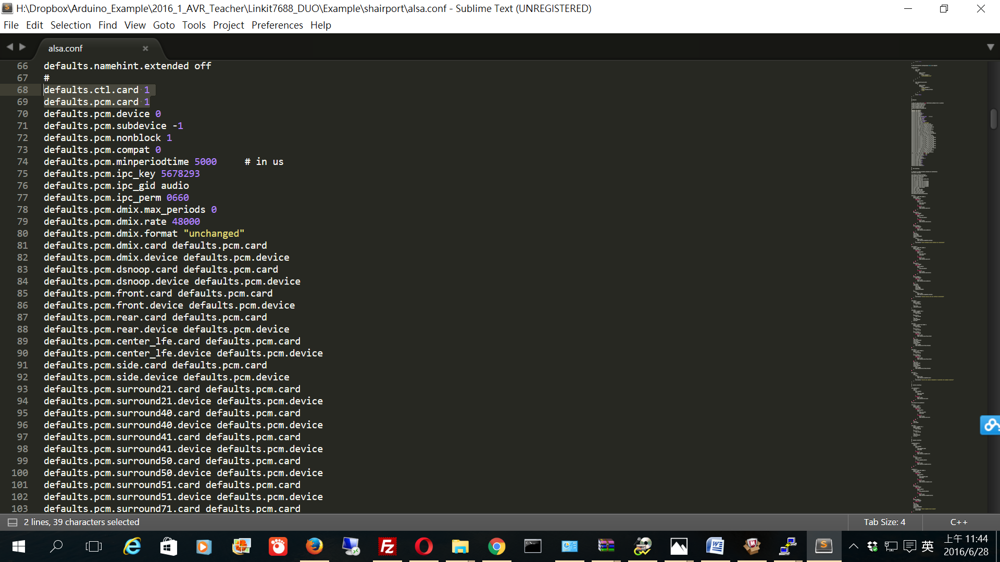 H:\Dropbox\Arduino_Example\2016_1_AVR_Teacher\Linkit7688_DUO\Example\shairport\alsa.conf - Sublime Text (UNREGISTERED)
File Edit Selection Find View Goto Tools Project Preferences Help
alsa.conf
66 defaults.namehint.extended off
67 #
68 defaults.ctl.card 1
69 defaults.pcm.card 1
70 defaults.pcm.device 0
71 defaults.pcm.subdevice -1
72 defaults.pcm.nonblock 1
73 defaults.pcm.compat 0
74 defaults.pcm.minperiodtime 5000 # in us
75 defaults.pcm.ipc_key 5678293
76 defaults.pcm.ipc_gid audio
77 defaults.pcm.ipc_perm 0660
78 defaults.pcm.dmix.max_periods 0
79 defaults.pcm.dmix.rate 48000
80 defaults.pcm.dmix.format "unchanged"
81 defaults.pcm.dmix.card defaults.pcm.card
82 defaults.pcm.dmix.device defaults.pcm.device
83 defaults.pcm.dsnoop.card defaults.pcm.card
84 defaults.pcm.dsnoop.device defaults.pcm.device
85 defaults.pcm.front.card defaults.pcm.card
86 defaults.pcm.front.device defaults.pcm.device
87 defaults.pcm.rear.card defaults.pcm.card
88 defaults.pcm.rear.device defaults.pcm.device
89 defaults.pcm.center_lfe.card defaults.pcm.card
90 defaults.pcm.center_lfe.device defaults.pcm.device
91 defaults.pcm.side.card defaults.pcm.card
92 defaults.pcm.side.device defaults.pcm.device
93 defaults.pcm.surround21.card defaults.pcm.card
94 defaults.pcm.surround21.device defaults.pcm.device
95 defaults.pcm.surround40.card defaults.pcm.card
96 defaults.pcm.surround40.device defaults.pcm.device
97 defaults.pcm.surround41.card defaults.pcm.card
98 defaults.pcm.surround41.device defaults.pcm.device
99 defaults.pcm.surround50.card defaults.pcm.card
100 defaults.pcm.surround50.device defaults.pcm.device
101 defaults.pcm.surround51.card defaults.pcm.card
102 defaults.pcm.surround51.device defaults.pcm.device
103 defaults.pcm.surround71.card defaults.pcm.card
2 lines, 39 characters selected Tab Size: 4 C++
英 上午 11:44
2016/6/28